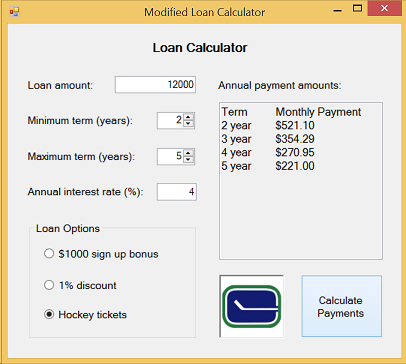 Modified Loan Calculator
Loan Calculator
Loan amount: 12000
Minimum term (years): 2
Maximum term (years): 5
Annual interest rate (%): 4
Loan Options
$1000 sign up bonus
1% discount
Hockey tickets
Annual payment amounts:
Term Monthly Payment
2 year $521.10
3 year $354.29
4 year $270.95
5 year $221.00
Calculate
Payments